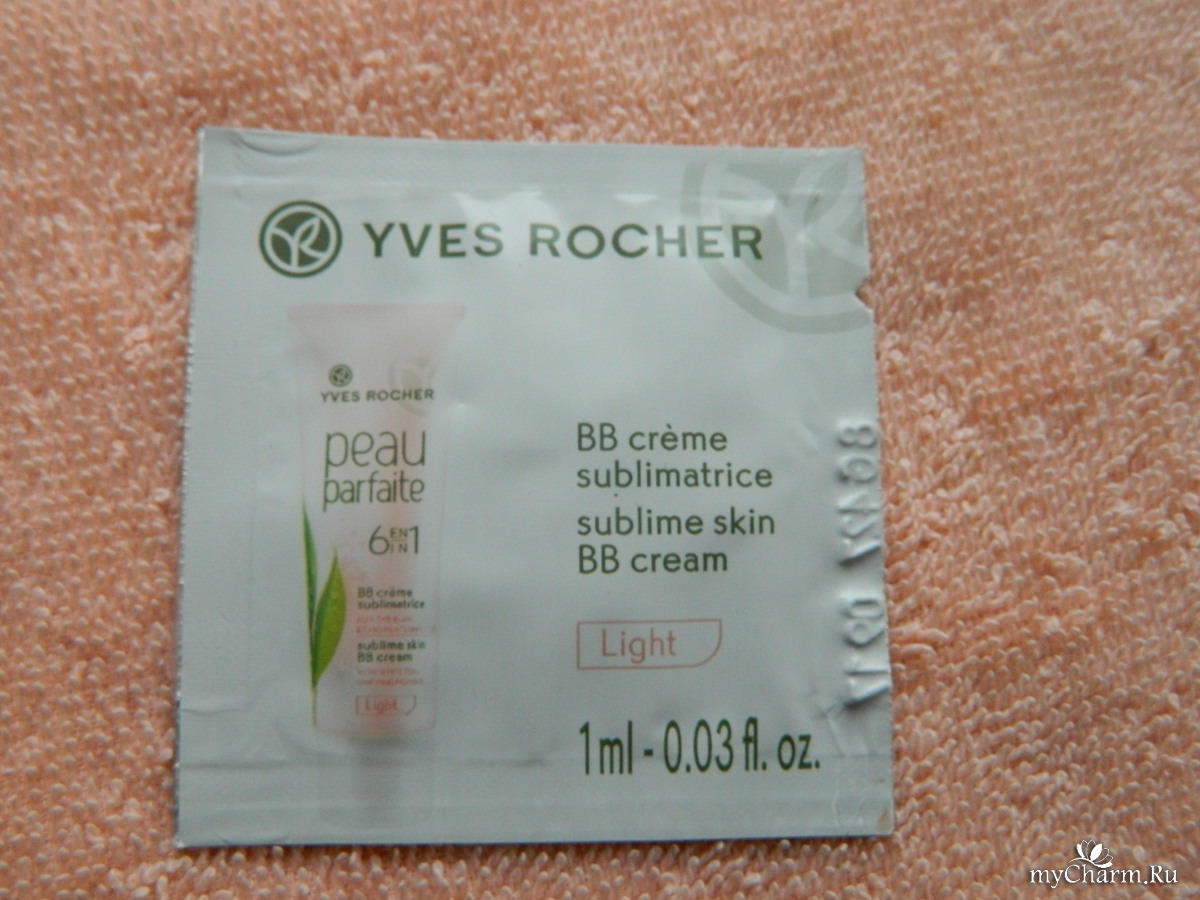 YVES ROCHER
YVES ROCHER
peau
parfaite
6 EN IN 1
BB crème
sublimatrice
sublime skin
BB cream
Light
BB crème
sublimatrice
sublime skin
BB cream
Light
1ml - 0.03 fl. oz.
myCharm.Ru